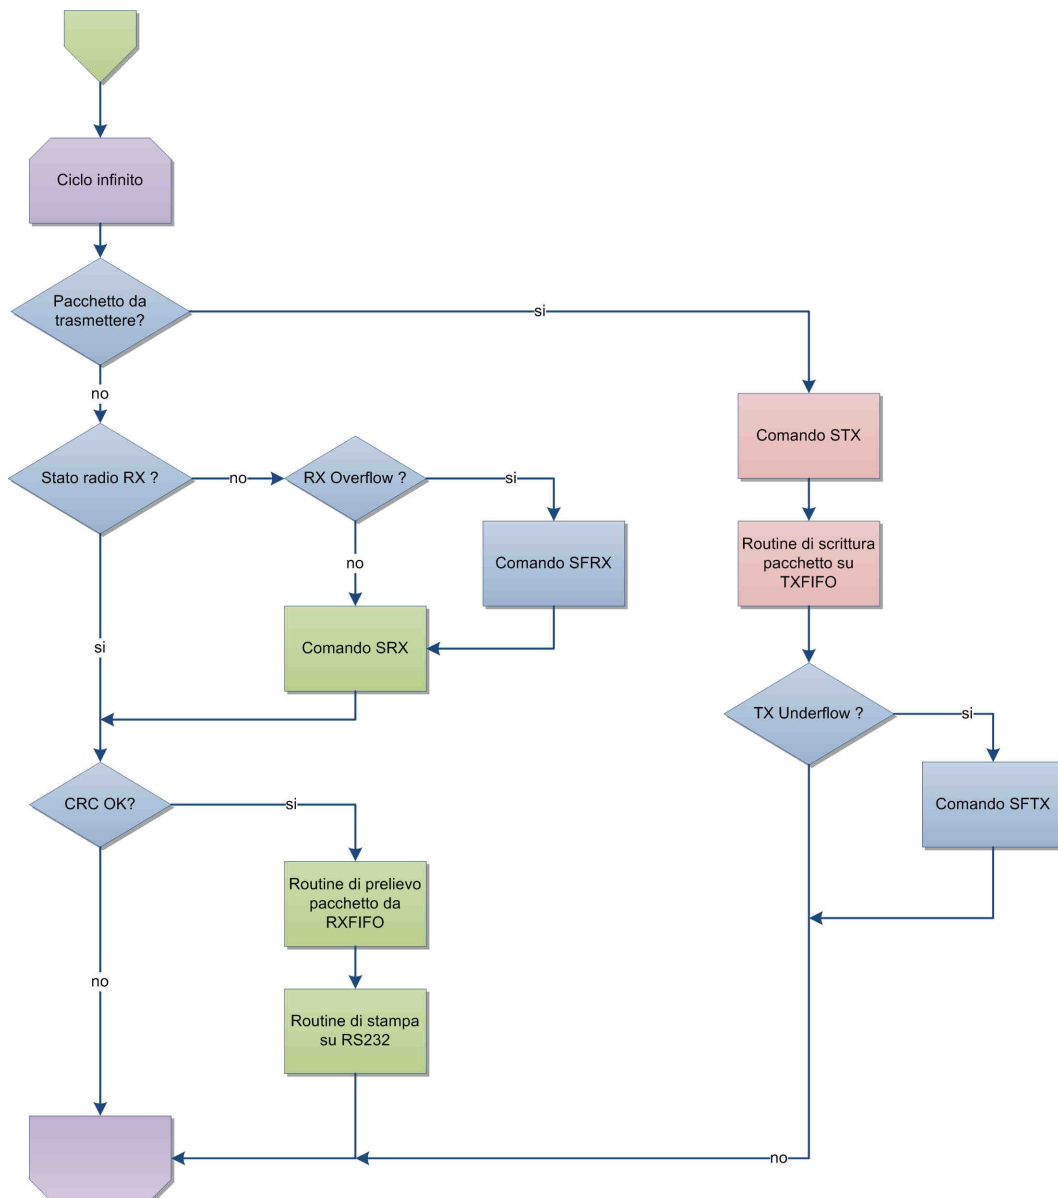 Ciclo infinito
Pacchetto da
trasmettere?
si
no
Comando STX
Stato radio RX ?
no
RX Overflow ?
si
Routine di scrittura
pacchetto su
TXFIFO
Comando SFRX
no
si
Comando SRX
TX Underflow ?
si
CRC OK?
si
Comando SFTX
Routine di prelievo
pacchetto da
RXFIFO
no
Routine di stampa
su RS232
no